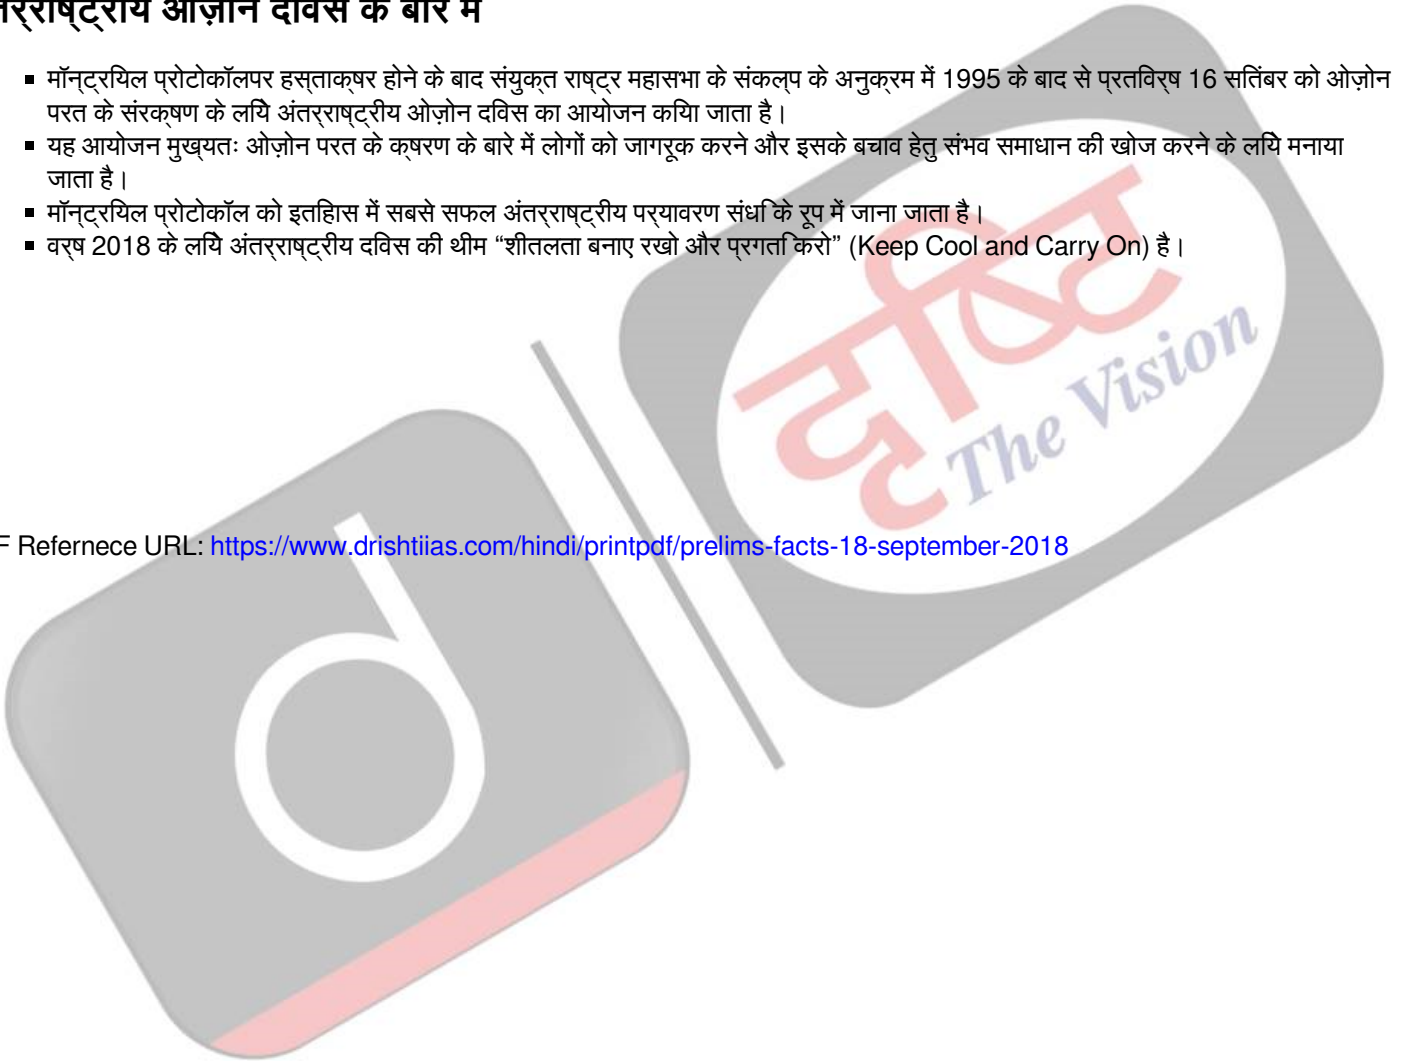 अंतर्राष्ट्रीय ओज़ोन दिवस के बारे में
मॉन्ट्रियल प्रोटोकॉलपर हस्ताक्षर होने के बाद संयुक्त राष्ट्र महासभा के संकल्प के अनुक्रम में 1995 के बाद से प्रतिवर्ष 16 सितंबर को ओज़ोन
परत के संरक्षण के लिये अंतर्राष्ट्रीय ओज़ोन दिवस का आयोजन किया जाता है।
यह आयोजन मुख्यतः ओज़ोन परत के क्षरण के बारे में लोगों को जागरूक करने और इसके बचाव हेतु संभव समाधान की खोज करने के लिये मनाया
जाता है।
मॉन्ट्रियल प्रोटोकॉल को इतिहास में सबसे सफल अंतर्राष्ट्रीय पर्यावरण संधि के रूप में जाना जाता है।
वर्ष 2018 के लिये अंतर्राष्ट्रीय दिवस की थीम “शीतलता बनाए रखो और प्रगति करो” (Keep Cool and Carry On) है।
दृष्टि
The Vision
F Refernece URL: https://www.drishtiias.com/hindi/printpdf/prelims-facts-18-september-2018
d